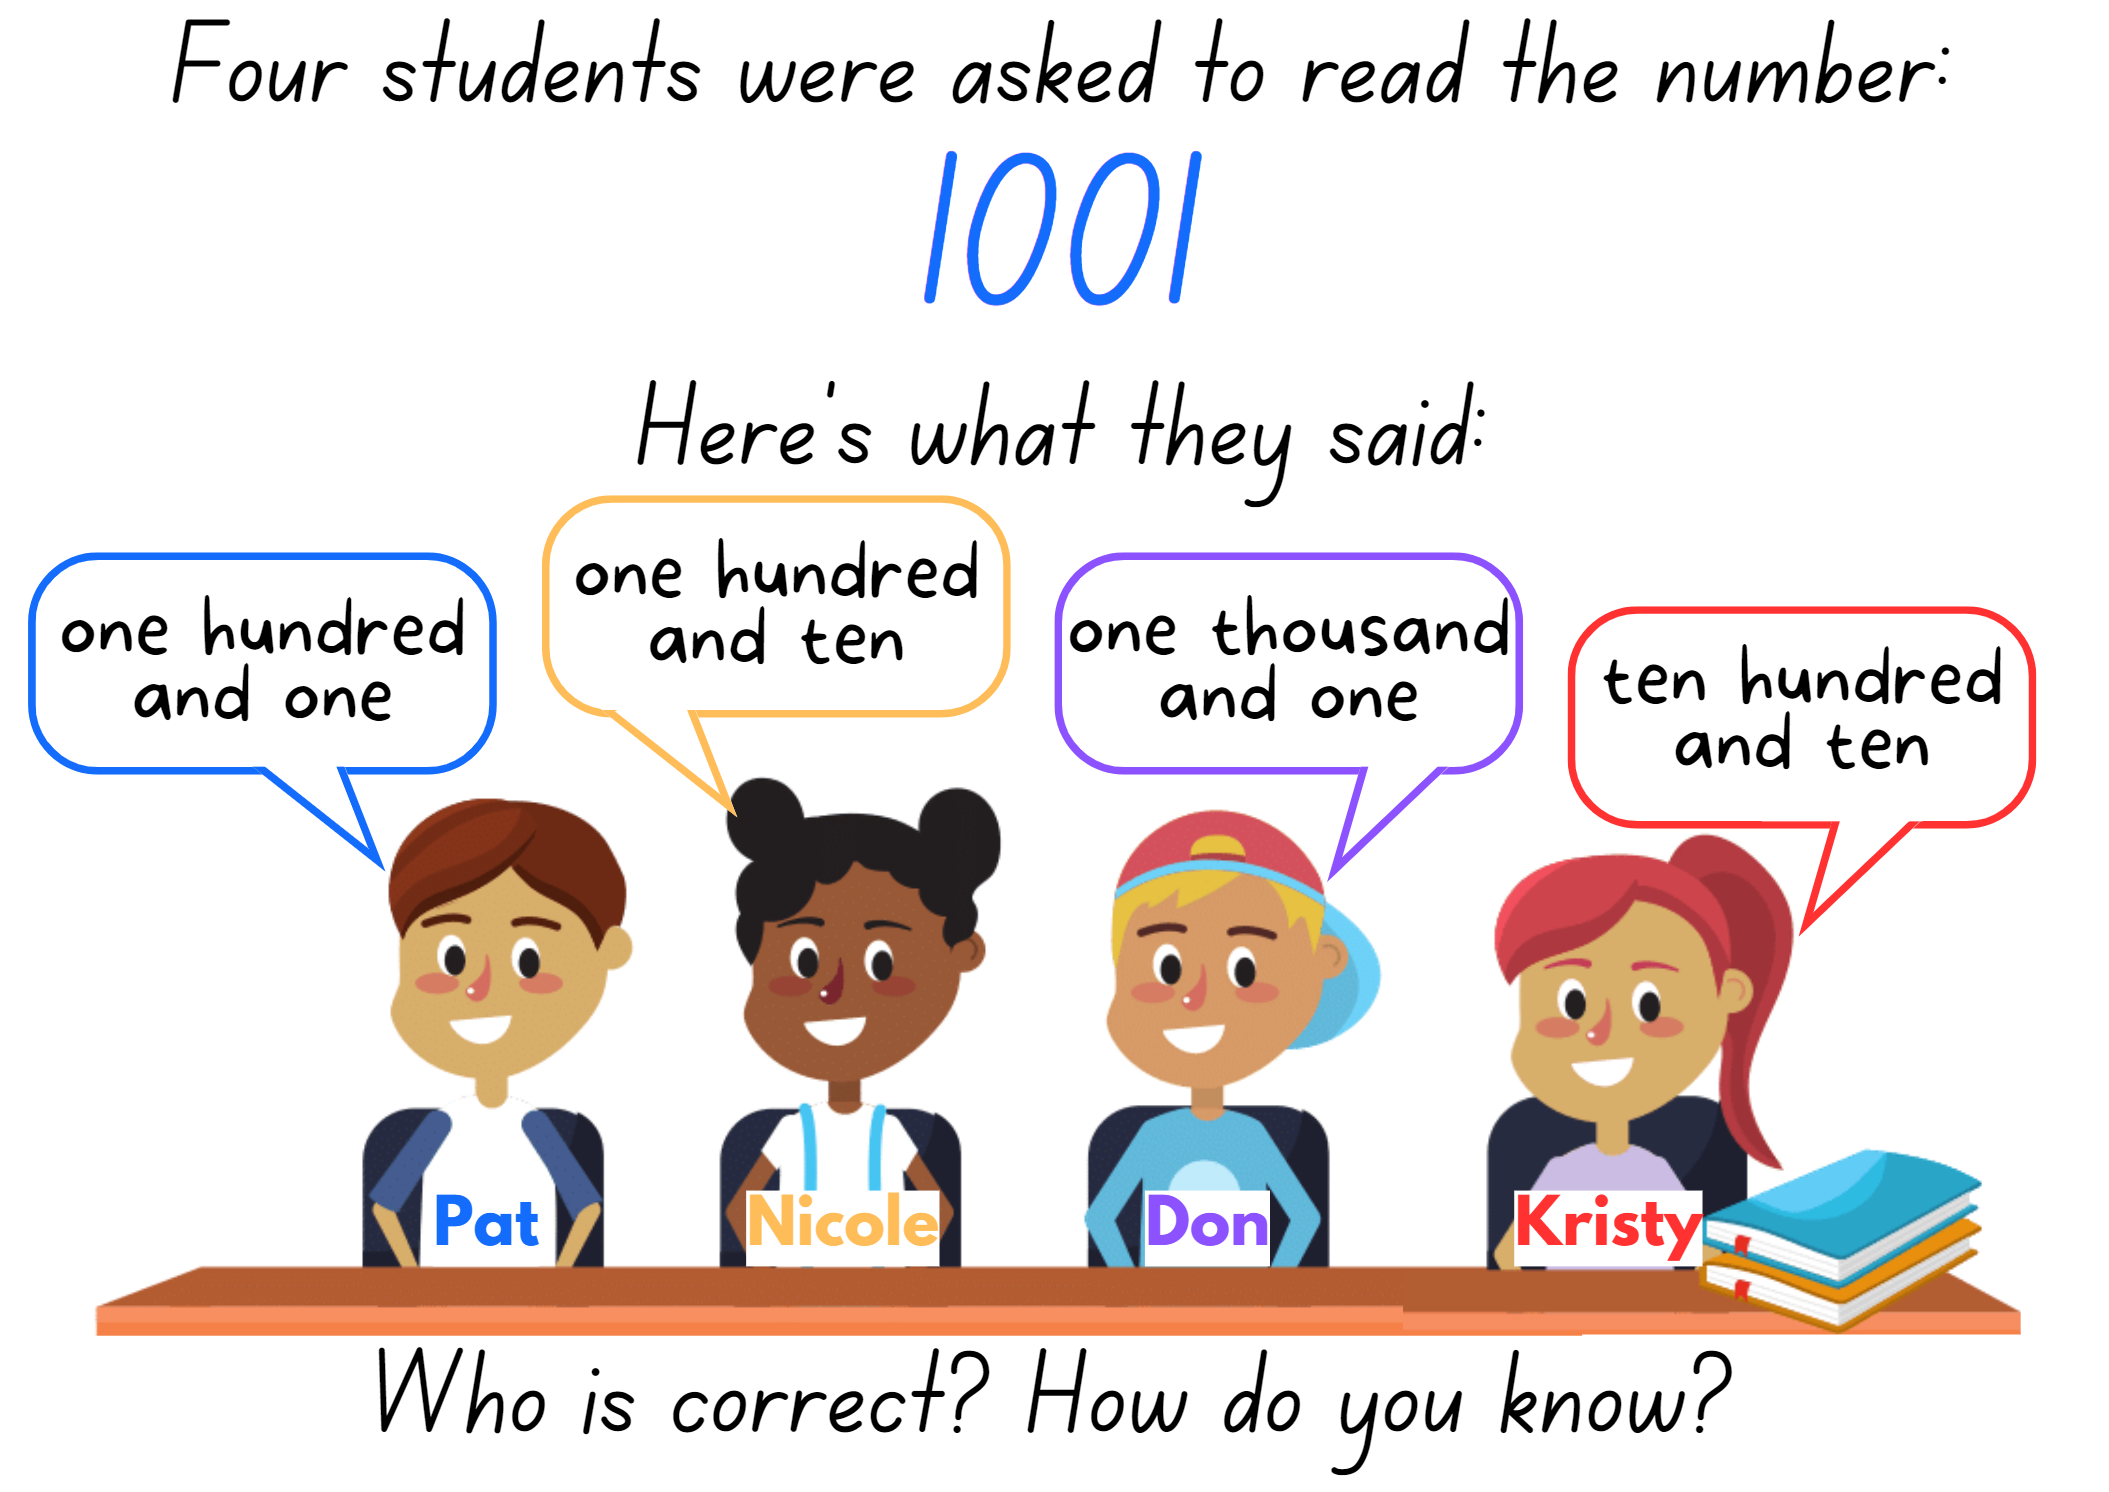 Four students were asked to read the number:
1001
Here's what they said:
one hundred
and one
one hundred
and ten
one thousand
and one
ten hundred
and ten
Pat
Nicole
Don
Kristy
Who is correct? How do you know?